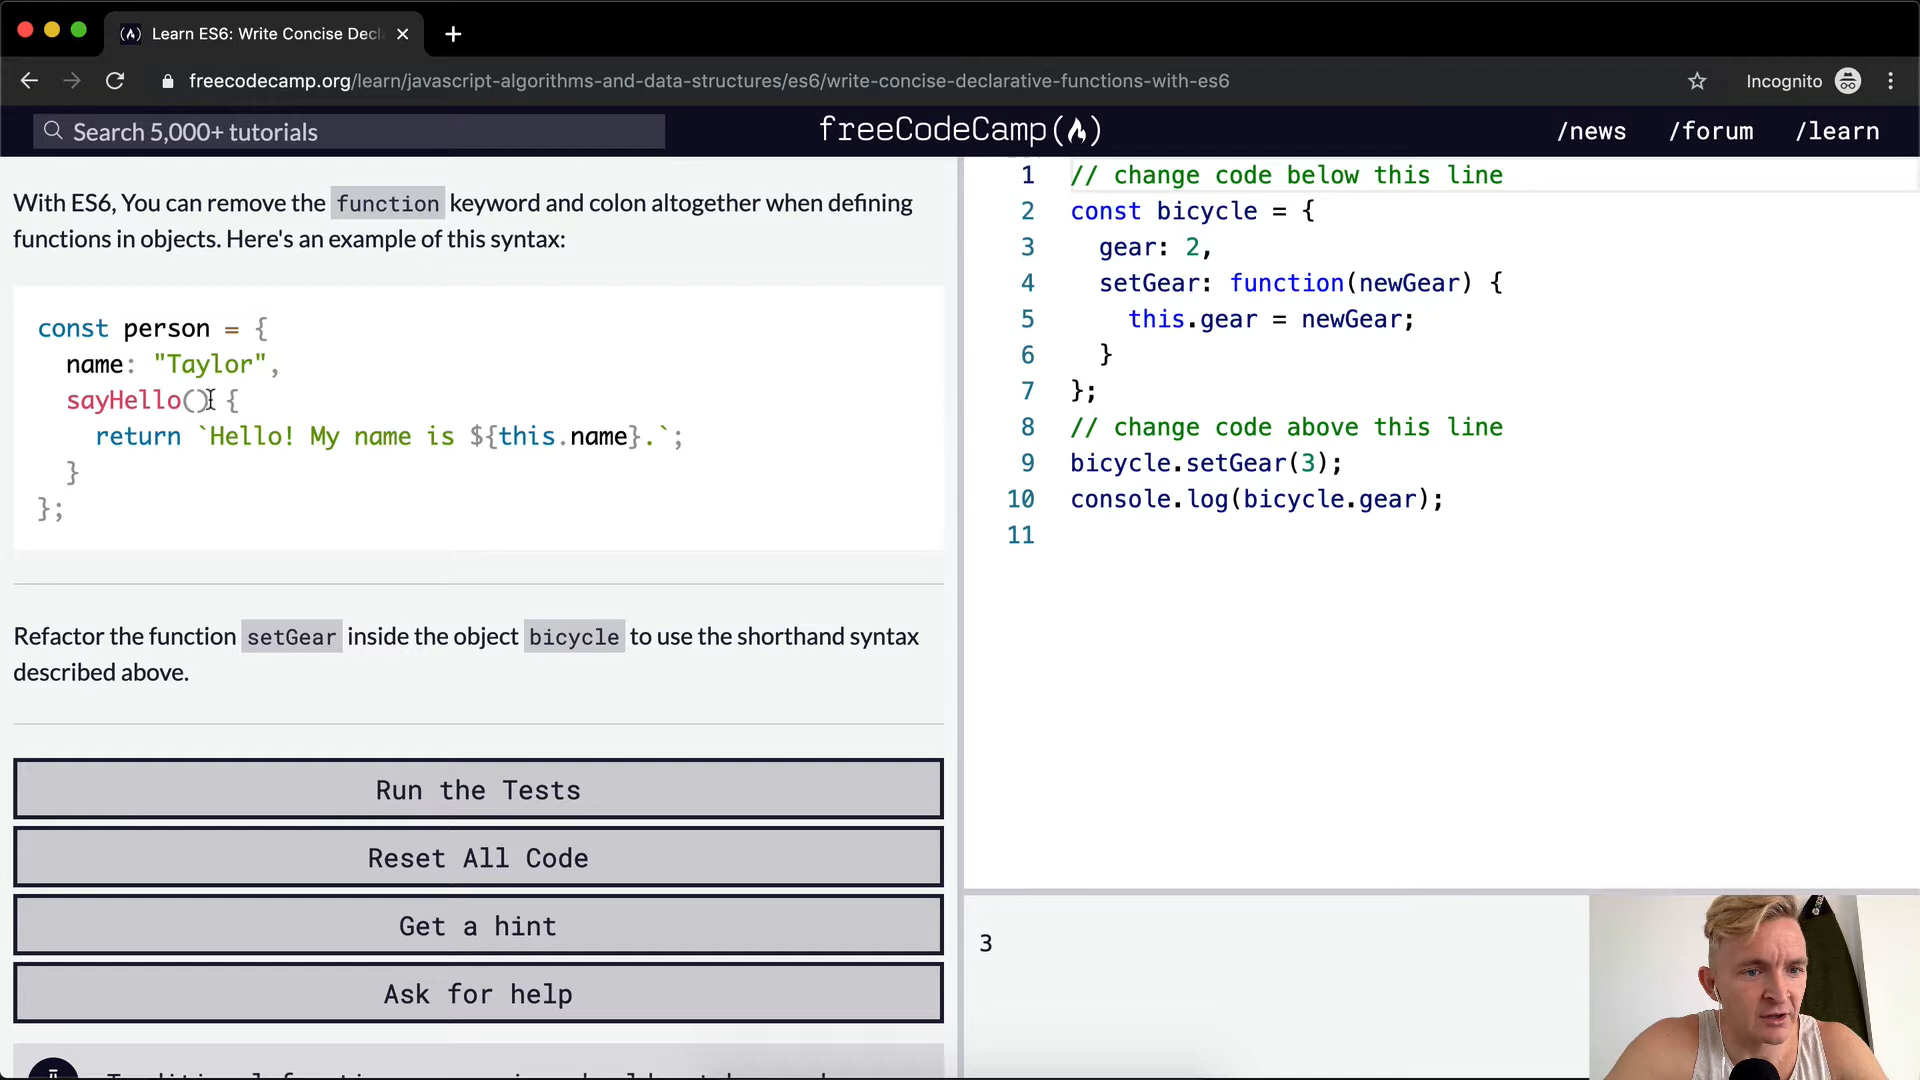 Learn ES6: Write Concise Decl
freecodecamp.org/learn/javascript-algorithms-and-data-structures/es6/write-concise-declarative-functions-with-es6
Incognito
Search 5,000+ tutorials
freeCodeCamp(🔥)
/news
/forum
/learn
With ES6, You can remove the function keyword and colon altogether when defining
functions in objects. Here's an example of this syntax:
const person = {
  name: "Taylor",
  sayHello() {
    return `Hello! My name is ${this.name}.`;
  }
};
Refactor the function setGear inside the object bicycle to use the shorthand syntax
described above.
Run the Tests
Reset All Code
Get a hint
Ask for help
1 // change code below this line
2 const bicycle = {
3   gear: 2,
4   setGear: function(newGear) {
5     this.gear = newGear;
6   }
7 };
8 // change code above this line
9 bicycle.setGear(3);
10 console.log(bicycle.gear);
11
3